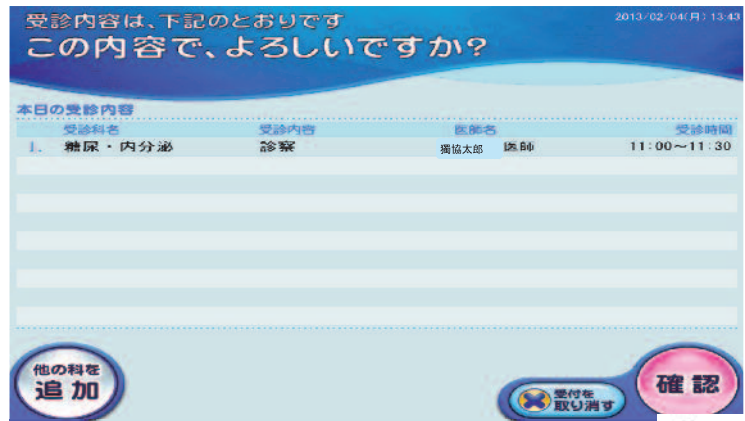 受診内容は、下記のとおりです
2013/02/04(月) 13:43
この内容で、よろしいですか?
本日の受診内容
受診科名 受診内容 医師名 受診時間
1. 糖尿・内分泌 診察 獨協太郎 医師 11:00～11:30
他の科を
追加
受付を
取り消す
確認